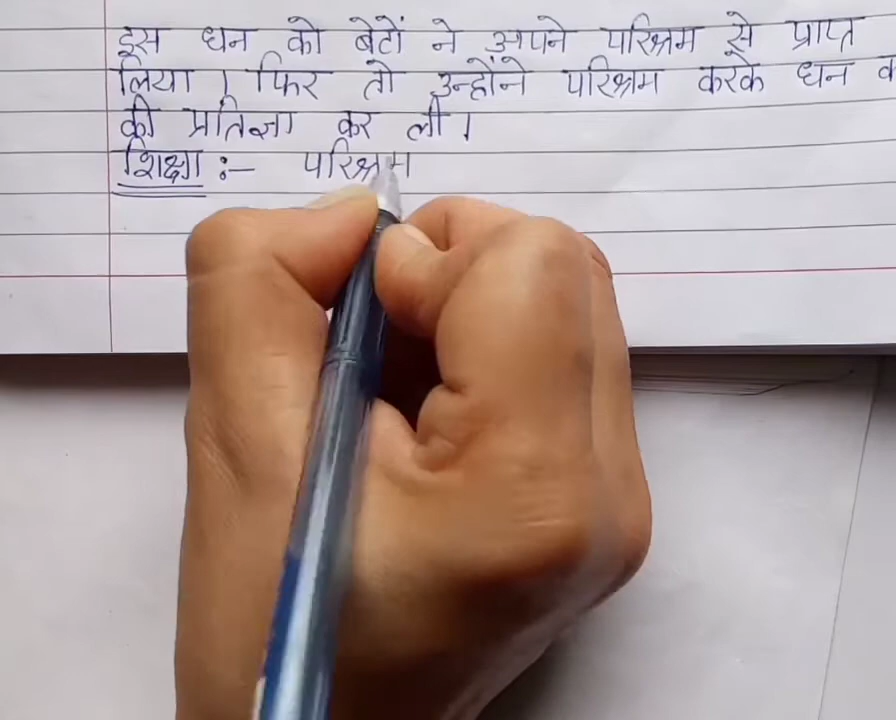 इस धन को बेटों ने अपने परिश्रम से प्राप्त
लिया । फिर तो उन्होंने परिश्रम करके धन
की प्रतिज्ञा कर ली ।
शिक्षा :- परिश्रम